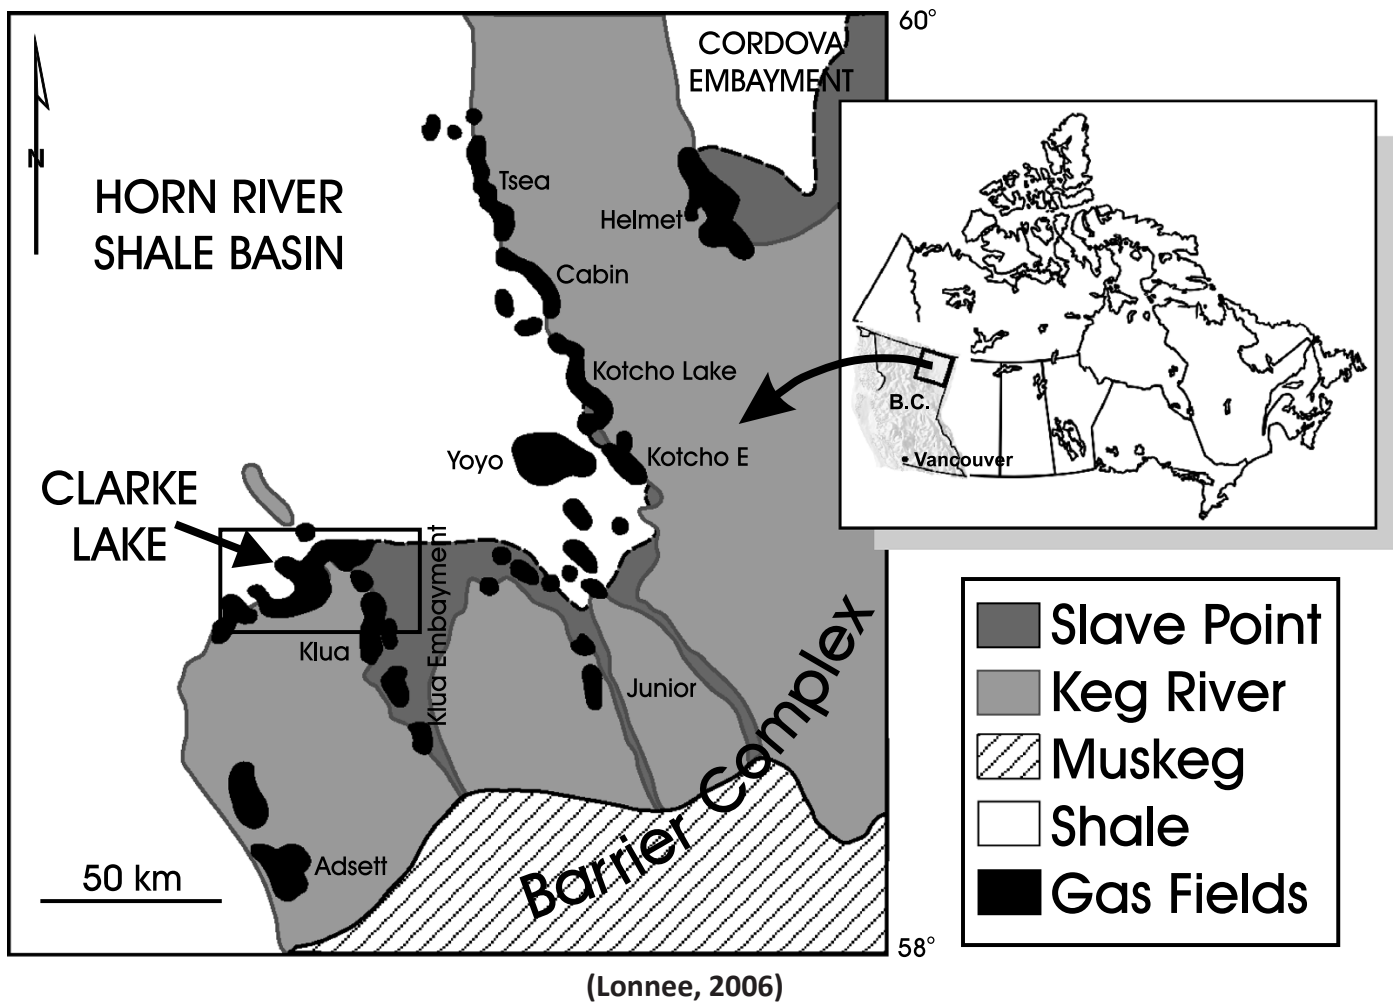 60°
CORDOVA
EMBAYMENT
N
HORN RIVER
SHALE BASIN
Tsea
Helmet
Cabin
Kotcho Lake
Yoyo
Kotcho E
CLARKE
LAKE
Klua
Klua Embayment
Junior
Adsett
50 km
Barrier Complex
58°
B.C.
Vancouver
Slave Point
Keg River
Muskeg
Shale
Gas Fields
(Lonnee, 2006)